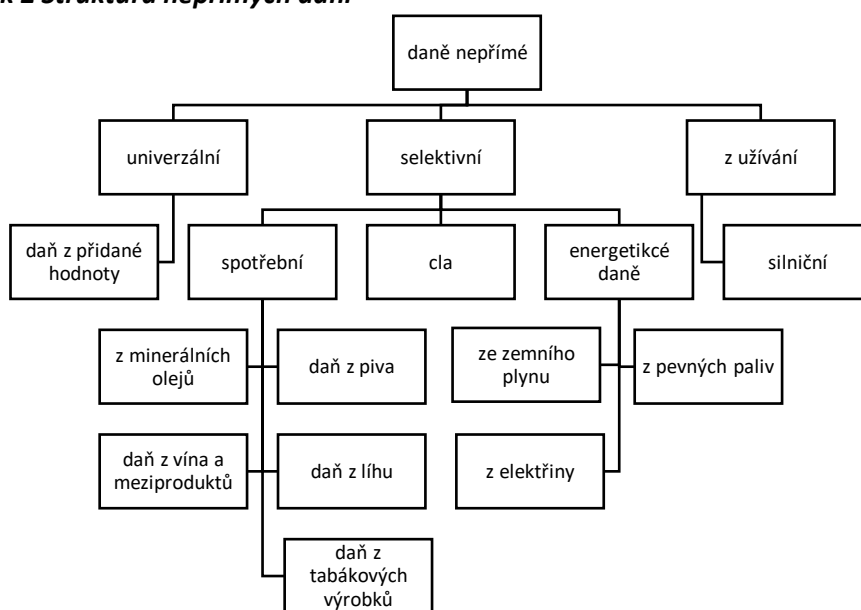 k 2 Struktura nepřímých daní
daně nepřímé
univerzální
selektivní
z užívání
daň z přidané
hodnoty
spotřební
cla
energetikcé
daně
silniční
z minerálních
olejů
daň z piva
ze zemního
plynu
z pevných paliv
daň z vína a
meziproduktů
daň z líhu
z elektřiny
daň z
tabákových
výrobků